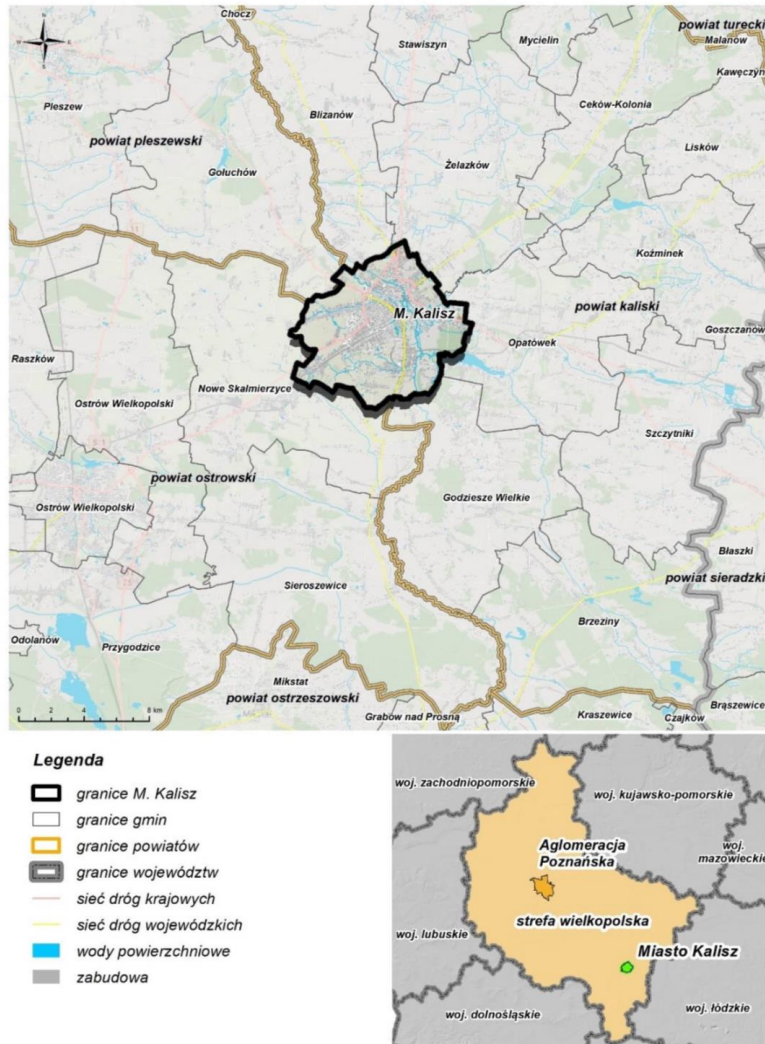 Chocz
powiat turecki
Mycielin
Malanów
Stawiszyn
Kawęczyn
Pleszew
Ceków-Kolonia
Blizanów
powiat pleszewski
Lisków
Gołuchów
Żelazków
Koźminek
powiat kaliski
M. Kalisz
Goszczanów
Opatówek
Raszków
Nowe Skalmierzyce
Ostrów Wielkopolski
Szczytniki
powiat ostrowski
Godziesze Wielkie
Ostrów Wielkopolski
Błaszki
powiat sieradzki
Sieroszewice
Brzeziny
Odolanów
Przygodzice
Mikstat
powiat ostrzeszowski
Brąszewice
Grabów nad Prosną
Kraszewice
Czajków
0 2 4 8 km
Legenda
granice M. Kalisz
granice gmin
granice powiatów
granice województw
sieć dróg krajowych
sieć dróg wojewódzkich
wody powierzchniowe
zabudowa
woj. zachodniopomorskie
woj. kujawsko-pomorskie
woj.
mazowieckie
Aglomeracja
Poznańska
strefa wielkopolska
woj. lubuskie
Miasto Kalisz
woj. dolnośląskie
woj. łódzkie